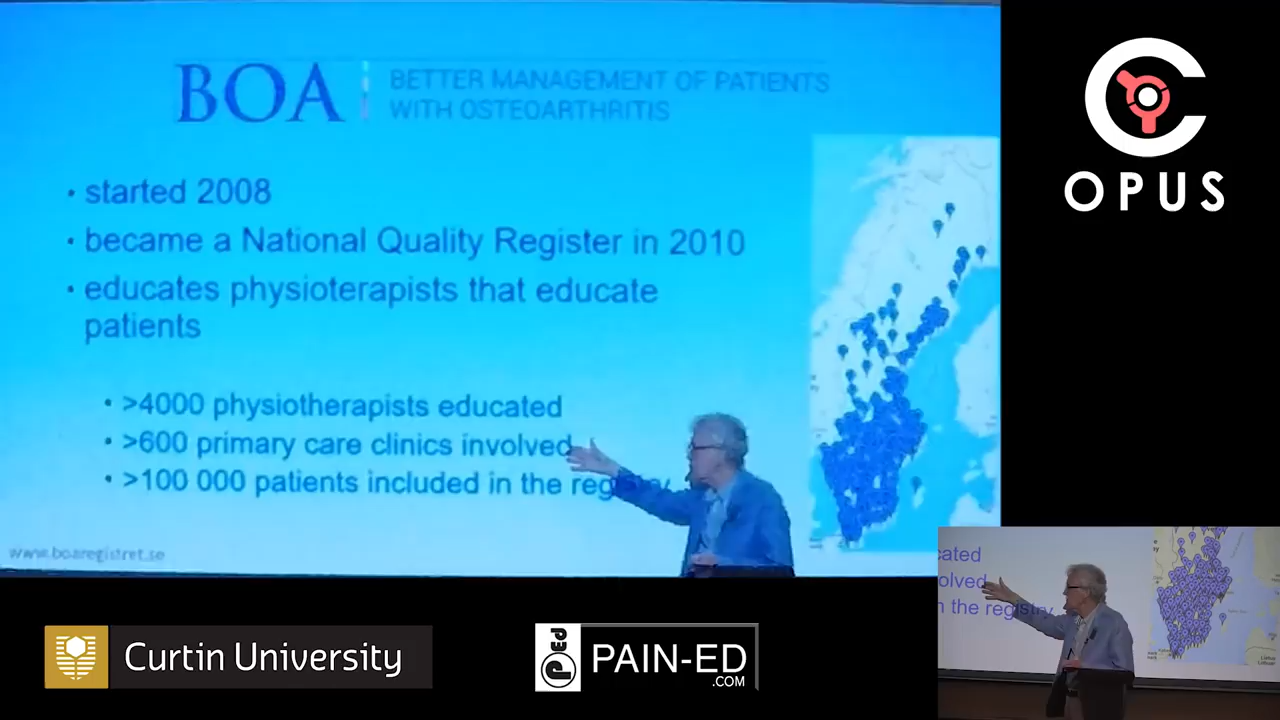 BOA
BETTER MANAGEMENT OF PATIENTS
WITH OSTEOARTHRITIS
• started 2008
• became a National Quality Register in 2010
• educates physioterapists that educate
patients
• >4000 physiotherapists educated
• >600 primary care clinics involved
• >100 000 patients included in the registry
www.boaregistret.se
OPUS
Curtin University
PAIN-ED
.COM
cated
olved
n the registry